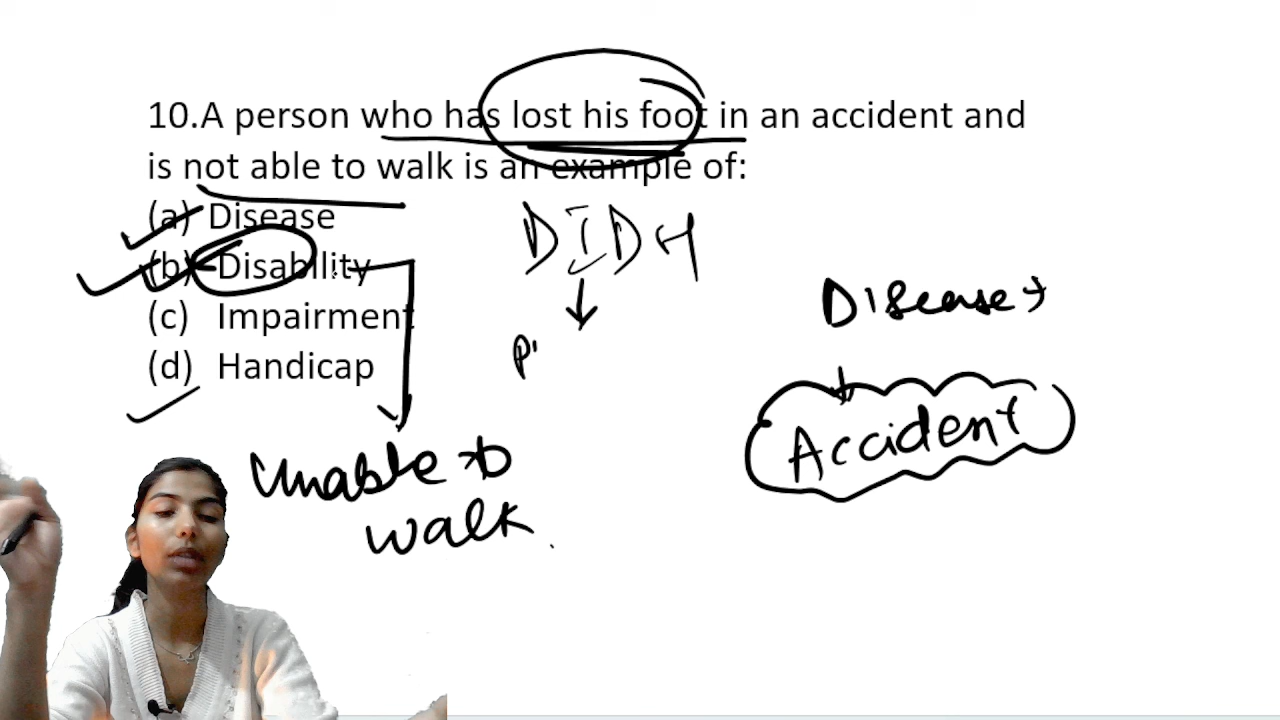 10.A person who has lost his foot in an accident and
is not able to walk is an example of:
(a) Disease
(b) Disability
(c) Impairment
(d) Handicap
D I D H
Disease →
Accident
Unable to
walk